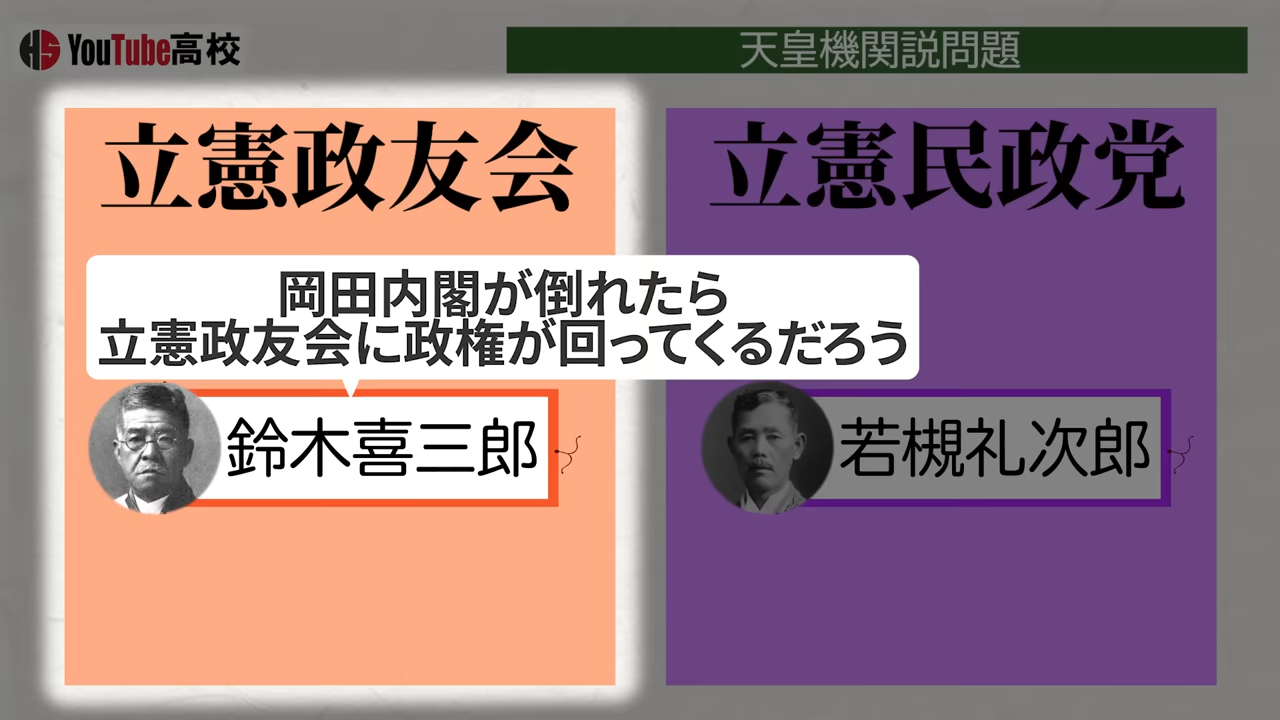 HS YouTube高校
天皇機関説問題
立憲政友会
立憲民政党
岡田内閣が倒れたら
立憲政友会に政権が回ってくるだろう
鈴木喜三郎
若槻礼次郎